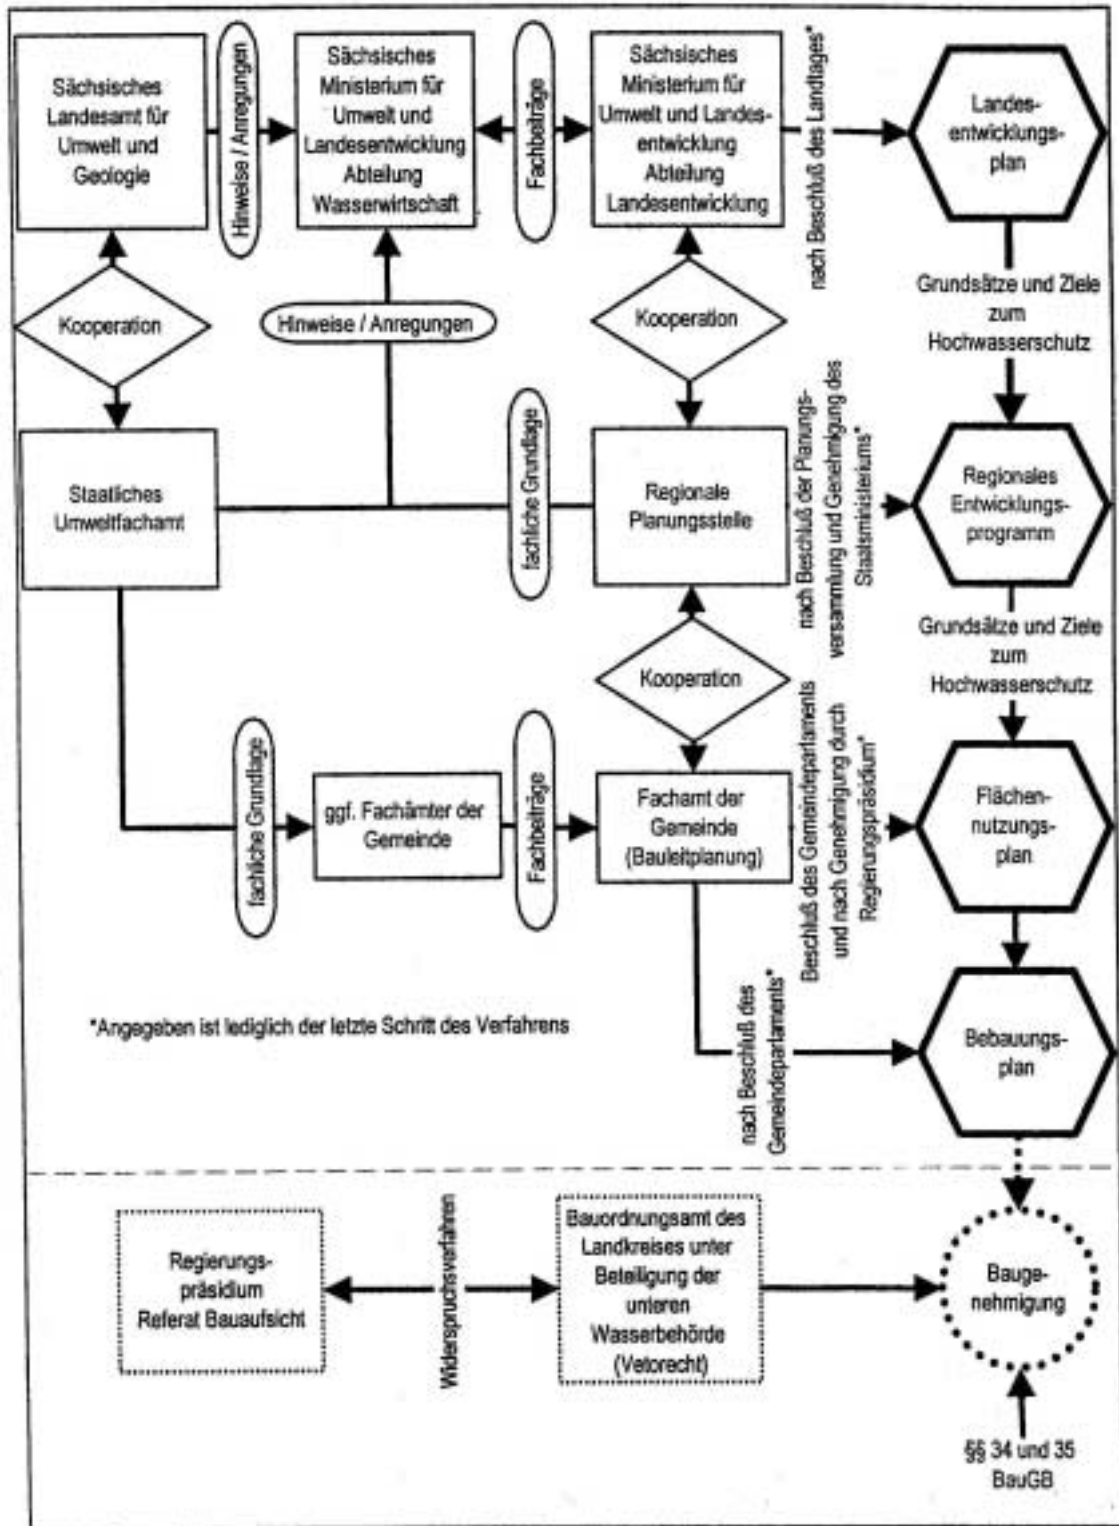 Sächsisches
Landesamt für
Umwelt und
Geologie
Hinweise / Anregungen
Sächsisches
Ministerium für
Umwelt und
Landesentwicklung
Abteilung
Wasserwirtschaft
Fachbeiträge
Sächsisches
Ministerium für
Umwelt und Landes-
entwicklung
Abteilung
Landesentwicklung
nach Beschluß des Landtages*
Landes-
entwicklungs-
plan
Kooperation
Hinweise / Anregungen
Kooperation
Grundsätze und Ziele
zum
Hochwasserschutz
Staatliches
Umweltfachamt
fachliche Grundlage
Regionale
Planungsstelle
nach Beschluß der Planungs-
versammlung und Genehmigung des
Staatsministeriums*
Regionales
Entwicklungs-
programm
Kooperation
Grundsätze und Ziele
zum
Hochwasserschutz
fachliche Grundlage
ggf. Fachämter der
Gemeinde
Fachbeiträge
Fachamt der
Gemeinde
(Bauleitplanung)
Beschluß des Gemeindeparlaments
und nach Genehmigung durch
Regierungspräsidium*
Flächen-
nutzungs-
plan
*Angegeben ist lediglich der letzte Schritt des Verfahrens
nach Beschluß des
Gemeindeparlaments*
Bebauungs-
plan
Regierungs-
präsidium
Referat Bauaufsicht
Widerspruchsverfahren
Bauordnungsamt des
Landkreises unter
Beteiligung der
unteren
Wasserbehörde
(Vetorecht)
Bauge-
nehmigung
§§ 34 und 35
BauGB